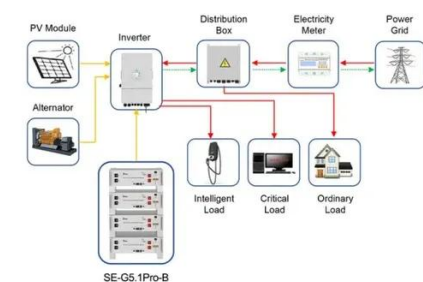 PV Module
Inverter
Distribution
Box
Electricity
Meter
Power
Grid
Alternator
Intelligent
Load
Critical
Load
Ordinary
Load
SE-G5.1Pro-B